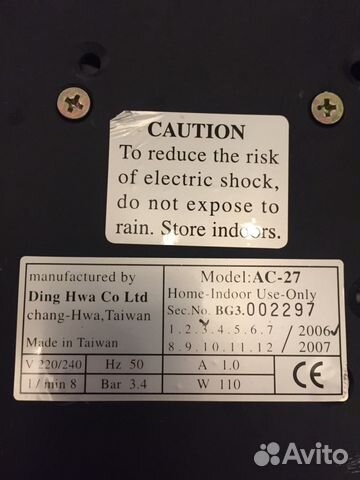 CAUTION
To reduce the risk
of electric shock,
do not expose to
rain. Store indoors.
manufactured by
Ding Hwa Co Ltd
chang-Hwa,Taiwan
Made in Taiwan
Model:AC-27
Home-Indoor Use-Only
Sec.No. BG3.002297
1.2.3.4.5.6.7/2006
8.9.10.11.12/2007
V 220/240 Hz 50 A 1.0
1/min 8 Bar 3.4 W 110
CE
Avito